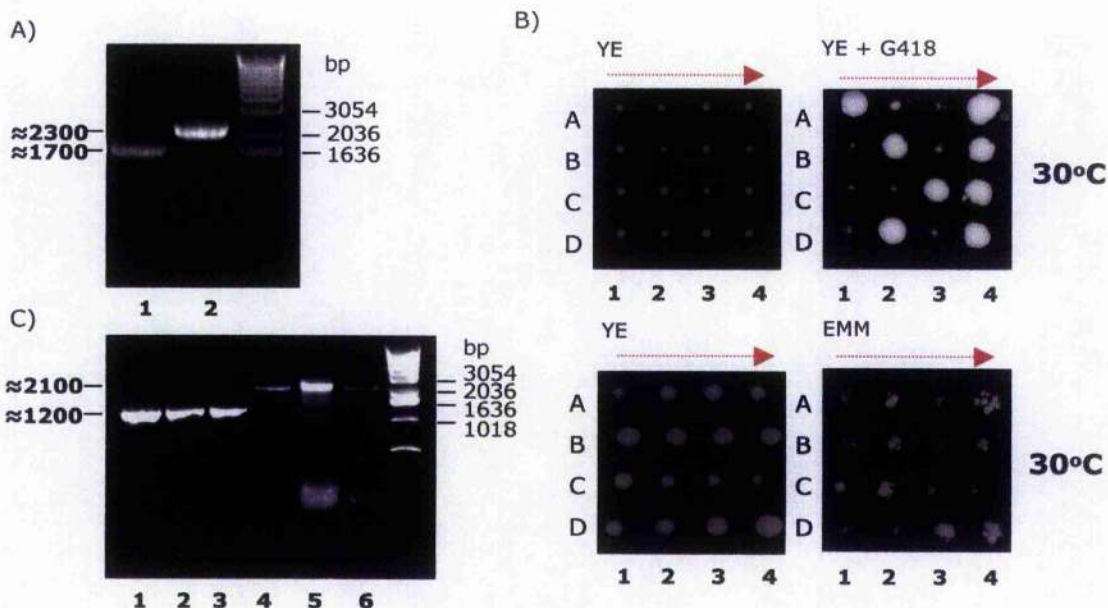 A)
bp
3054
≈2300
2036
≈1700
1636
1 2
B)
YE
YE + G418
A A
B B
C C
D D
30ºC
1 2 3 4 1 2 3 4
YE
EMM
A A
B B
C C
D D
30ºC
1 2 3 4 1 2 3 4
C)
bp
3054
≈2100
2036
1636
≈1200
1018
1 2 3 4 5 6